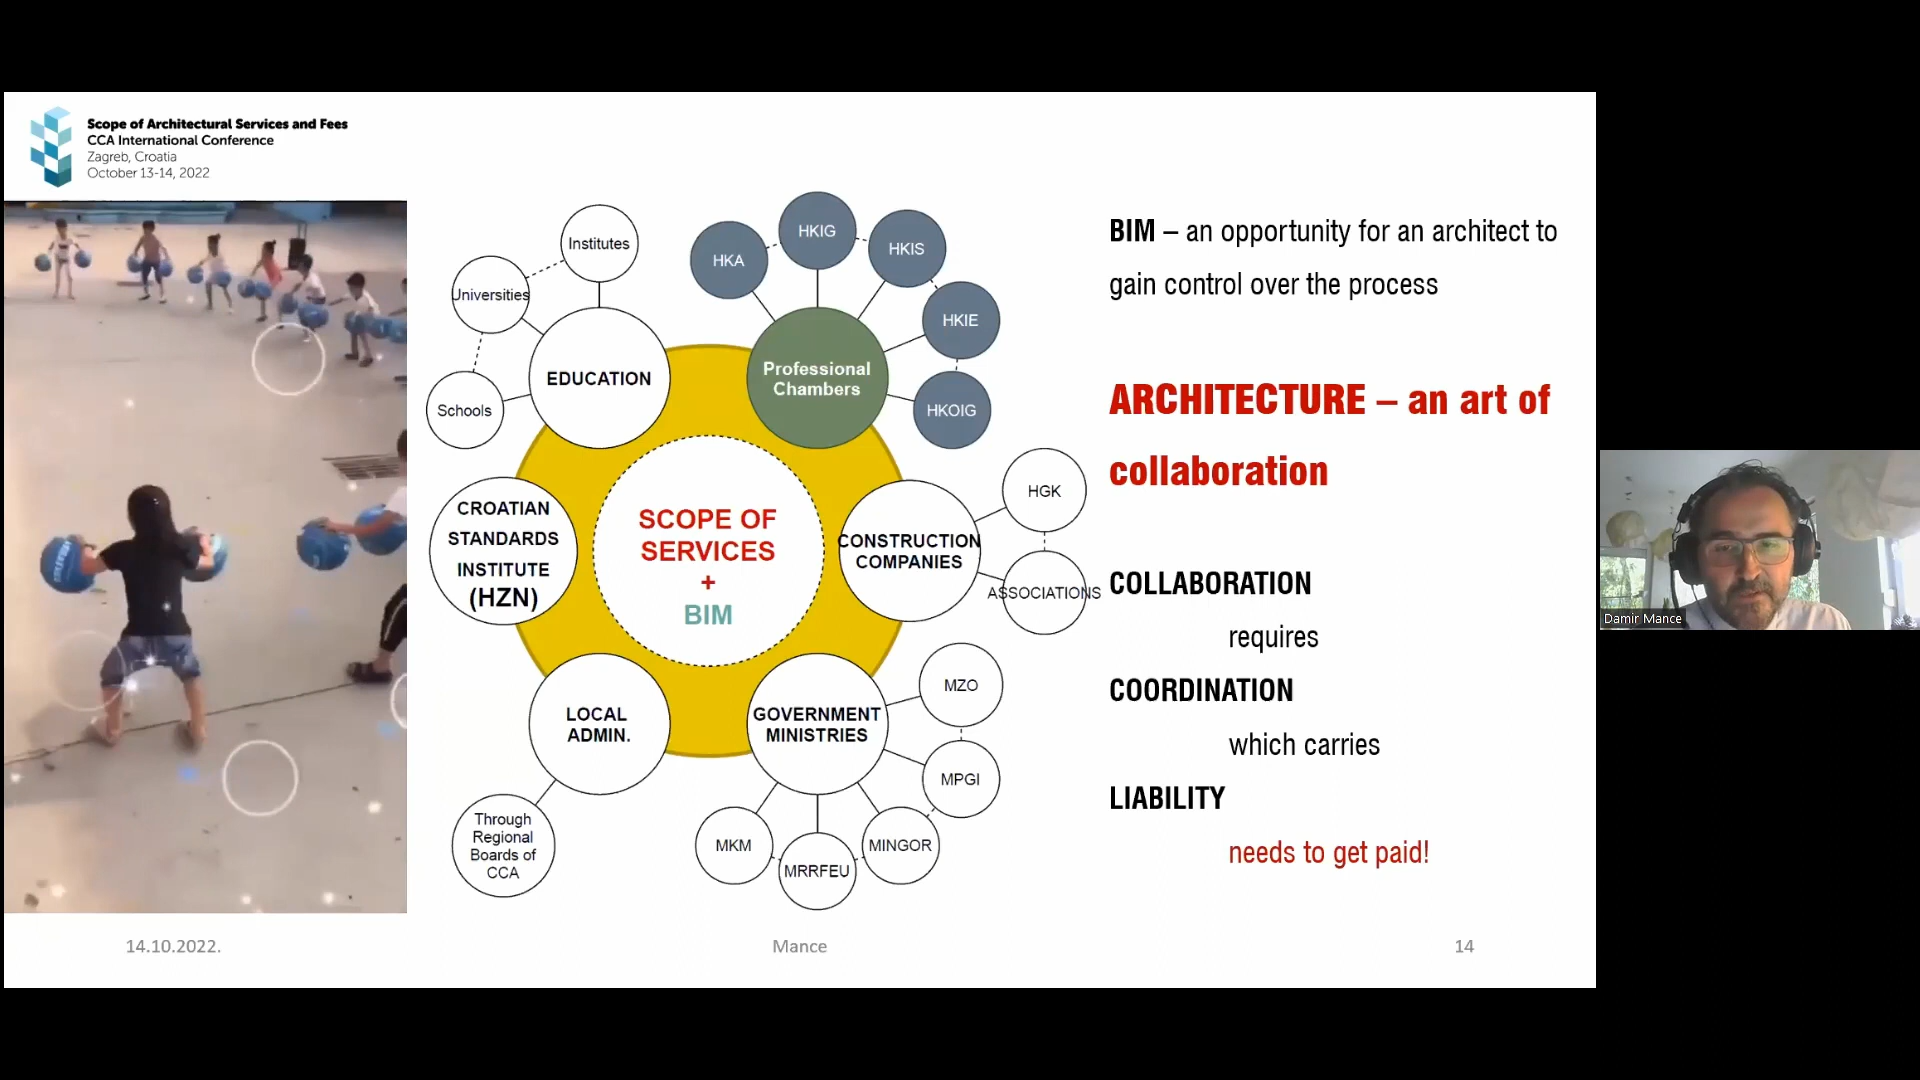 Scope of Architectural Services and Fees
CCA International Conference
Zagreb, Croatia
October 13-14, 2022
Institutes
Universities
Schools
EDUCATION
HKA
HKIG
HKIS
HKIE
HKOIG
Professional
Chambers
CROATIAN
STANDARDS
INSTITUTE
(HZN)
SCOPE OF
SERVICES
+
BIM
CONSTRUCTION
COMPANIES
HGK
ASSOCIATIONS
LOCAL
ADMIN.
Through
Regional
Boards of
CCA
GOVERNMENT
MINISTRIES
MZO
MPGI
MINGOR
MRRFEU
MKM
BIM – an opportunity for an architect to
gain control over the process
ARCHITECTURE – an art of
collaboration
COLLABORATION
requires
COORDINATION
which carries
LIABILITY
needs to get paid!
14.10.2022.
Mance
14
Damir Mance